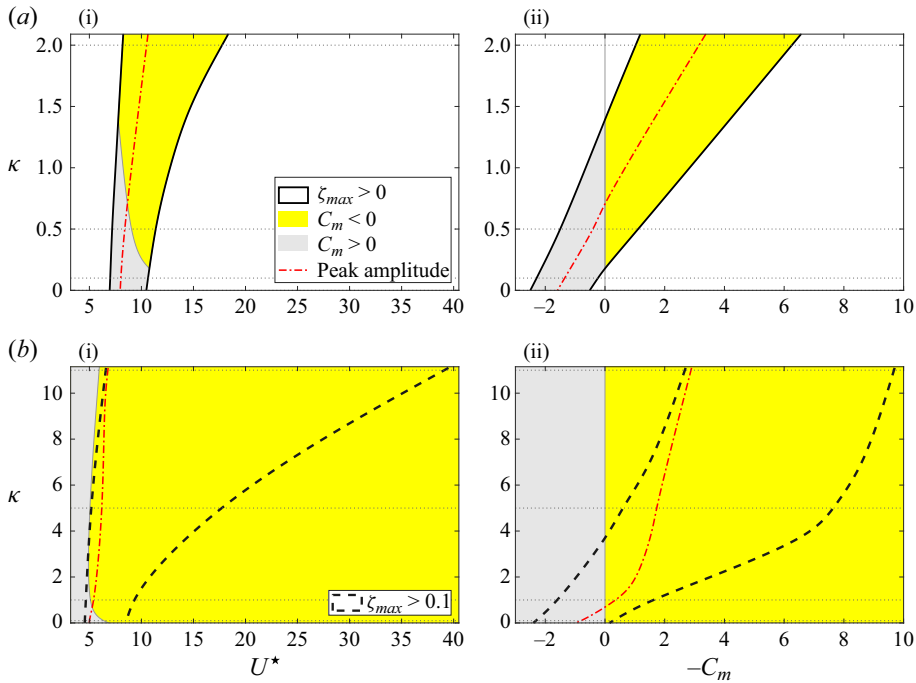 (a) (i) (ii)
2.0 2.0
1.5 1.5
κ 1.0 1.0
0.5 0.5
0 0
ζmax > 0
Cm < 0
Cm > 0
Peak amplitude
5 10 15 20 25 30 35 40
−2 0 2 4 6 8 10
(b) (i) (ii)
10 10
8 8
6 6
κ
4 4
2 2
0 0
ζmax > 0.1
5 10 15 20 25 30 35 40
−2 0 2 4 6 8 10
U★ −Cm